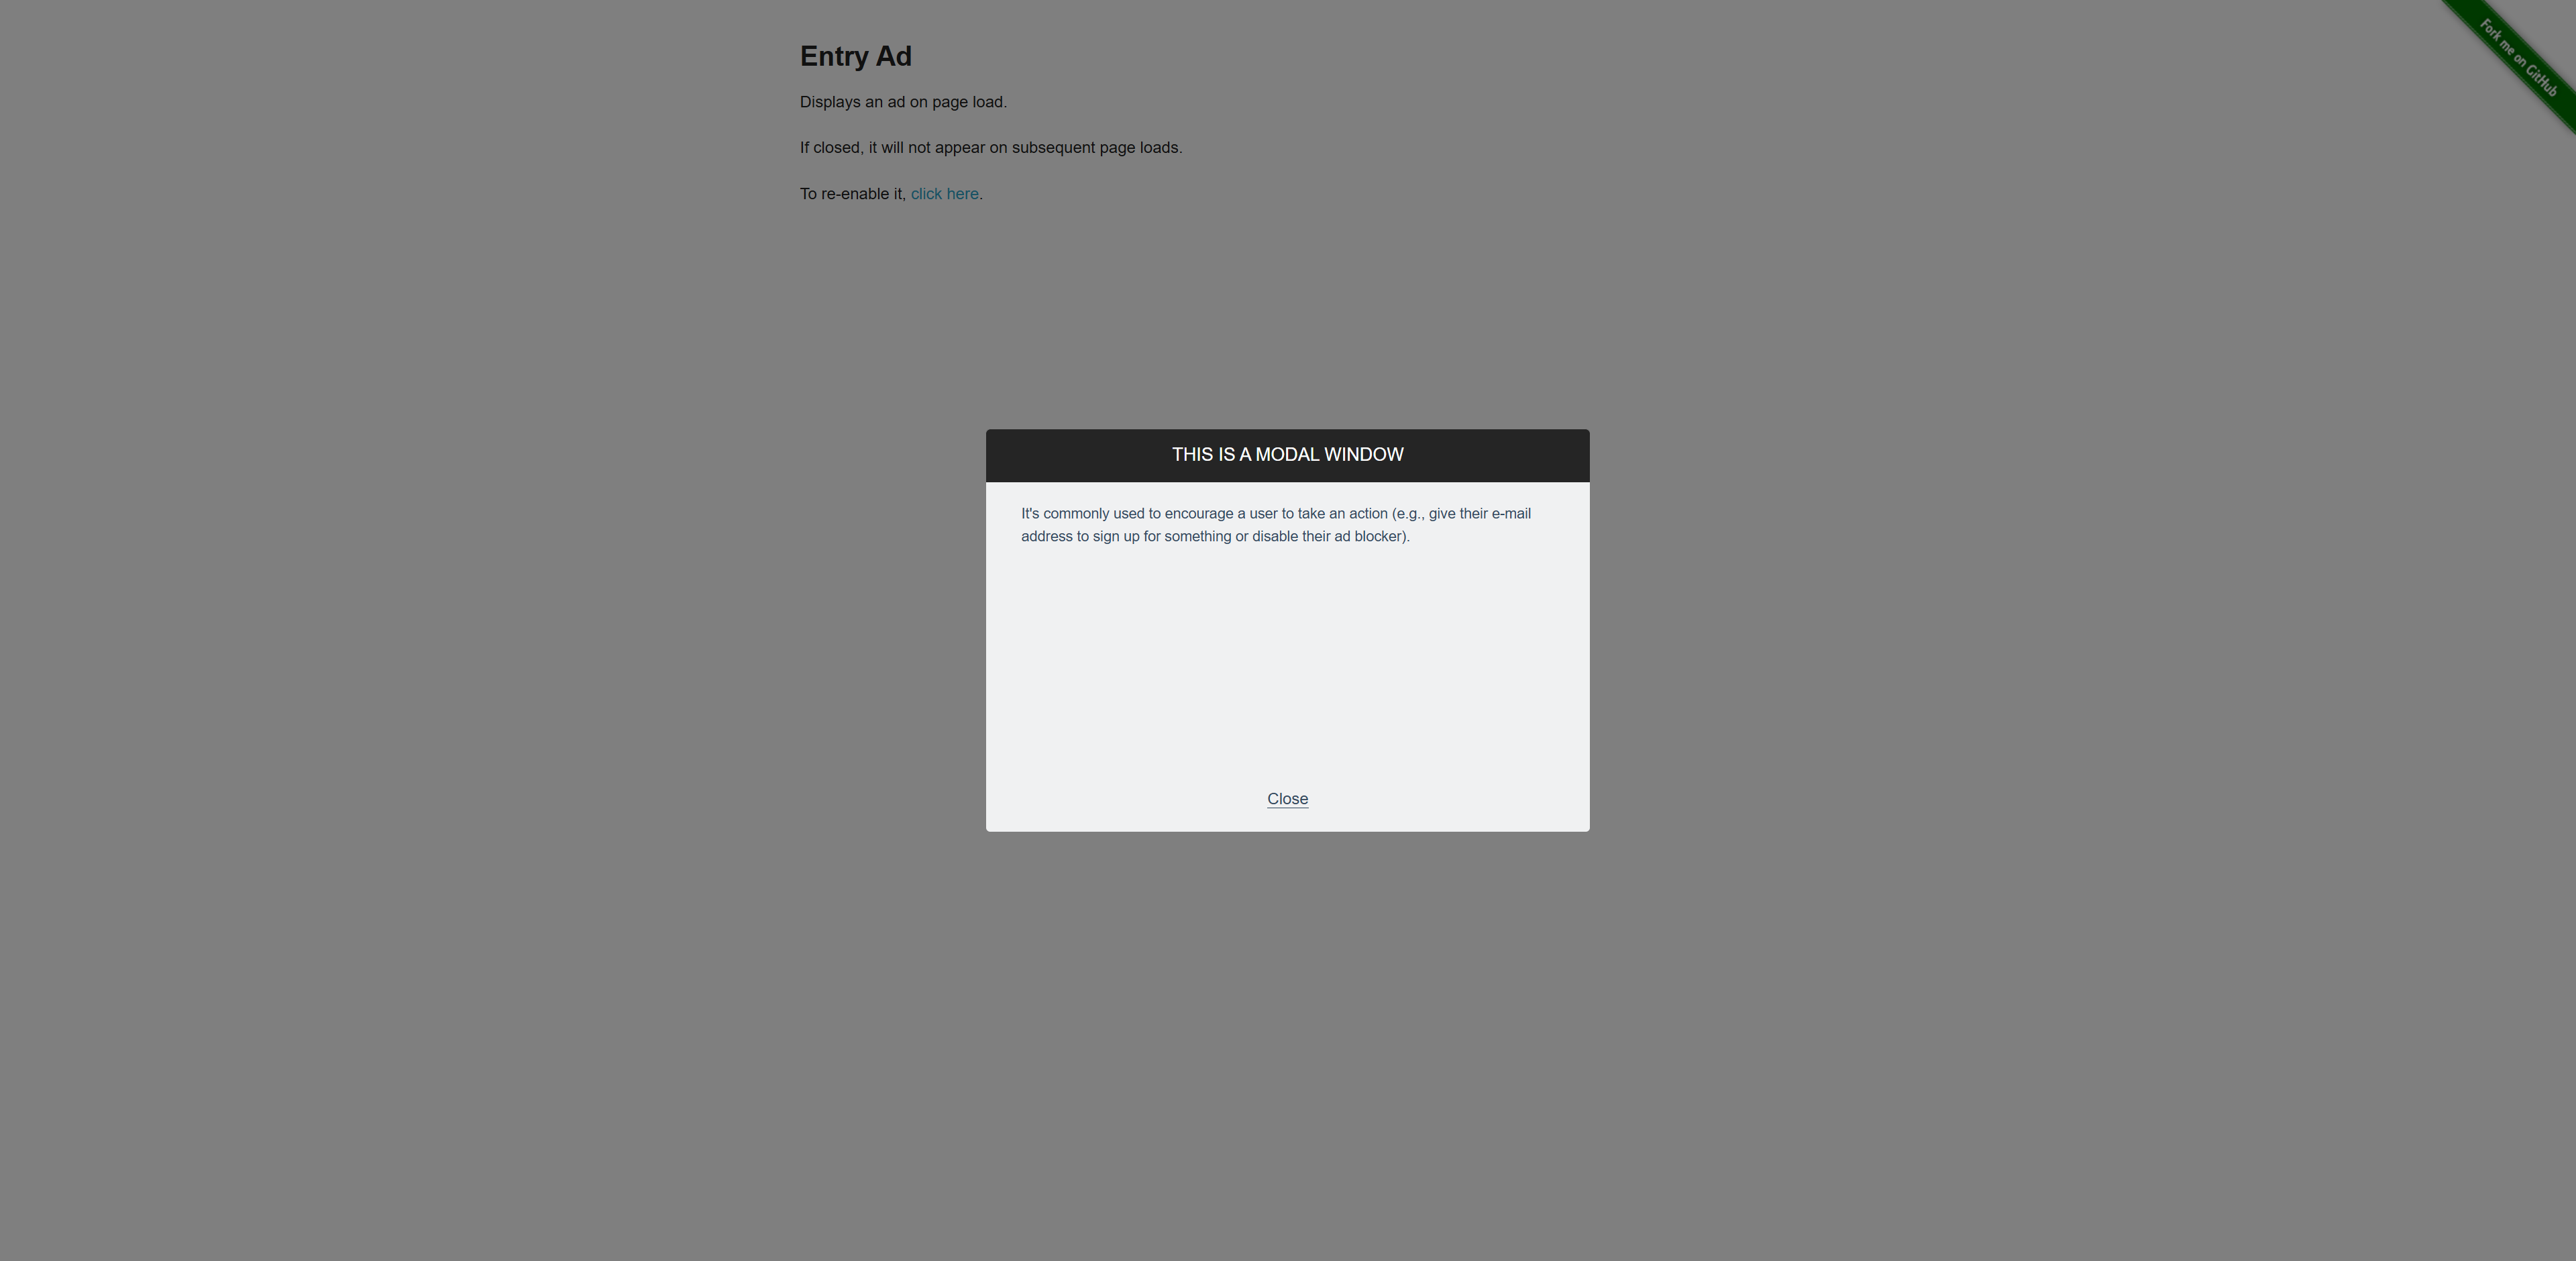 Entry Ad
Displays an ad on page load.
If closed, it will not appear on subsequent page loads.
To re-enable it, click here.
Fork me on GitHub
THIS IS A MODAL WINDOW
It's commonly used to encourage a user to take an action (e.g., give their e-mail
address to sign up for something or disable their ad blocker).
Close